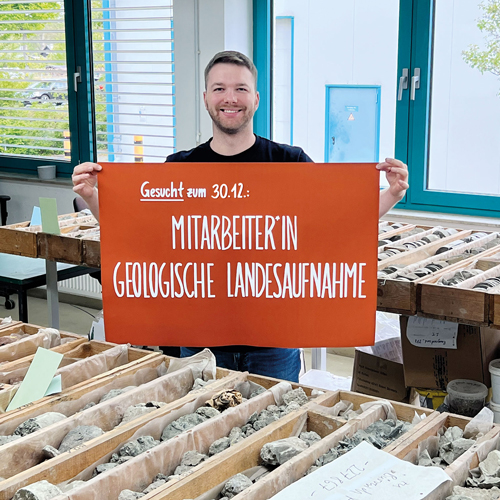 Gesucht zum 30.12.:
MITARBEITER*IN
GEOLOGISCHE LANDESAUFNAHME